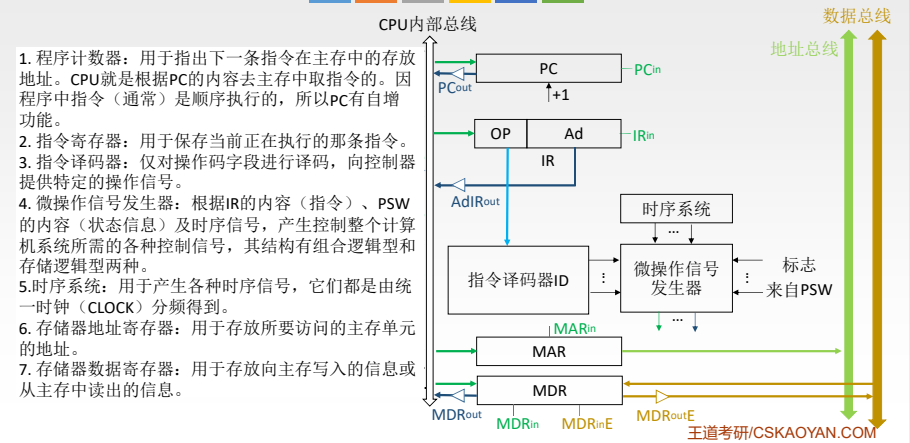 CPU内部总线
数据总线
地址总线
1. 程序计数器：用于指出下一条指令在主存中的存放
地址。CPU就是根据PC的内容去主存中取指令的。因
程序中指令（通常）是顺序执行的，所以PC有自增
功能。
2. 指令寄存器：用于保存当前正在执行的那条指令。
3. 指令译码器：仅对操作码字段进行译码，向控制器
提供特定的操作信号。
4. 微操作信号发生器：根据IR的内容（指令）、PSW
的内容（状态信息）及时序信号，产生控制整个计算
机系统所需的各种控制信号，其结构有组合逻辑型和
存储逻辑型两种。
5.时序系统：用于产生各种时序信号，它们都是由统
一时钟（CLOCK）分频得到。
6. 存储器地址寄存器：用于存放所要访问的主存单元
的地址。
7. 存储器数据寄存器：用于存放向主存写入的信息或
从主存中读出的信息。
PC
PCin
PCout
+1
OP
Ad
IRin
IR
AdIRout
时序系统
...
指令译码器ID
...
微操作信号
发生器
...
标志
来自PSW
...
MARin
MAR
MDR
MDRout
MDRin
MDRinE
MDRoutE
王道考研/CSKAOYAN.COM